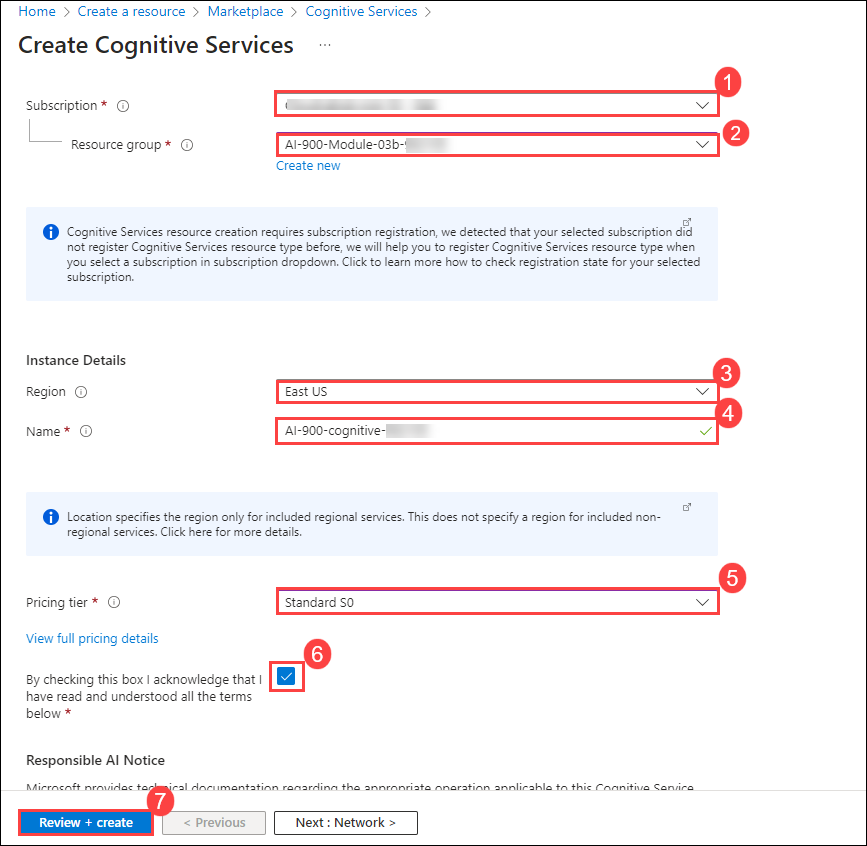 Home > Create a resource > Marketplace > Cognitive Services >
Create Cognitive Services ...
1
Subscription *
2
Resource group * AI-900-Module-03b-
Create new
Cognitive Services resource creation requires subscription registration, we detected that your selected subscription did
not register Cognitive Services resource type before, we will help you to register Cognitive Services resource type when
you select a subscription in subscription dropdown. Click to learn more how to check registration state for your selected
subscription.
Instance Details
3
Region East US
4
Name * AI-900-cognitive-
Location specifies the region only for included regional services. This does not specify a region for included non-
regional services. Click here for more details.
5
Pricing tier * Standard S0
View full pricing details
6
By checking this box I acknowledge that I
have read and understood all the terms
below *
Responsible AI Notice
Microsoft provides technical documentation regarding the appropriate operation applicable to this Cognitive Service
7
Review + create < Previous Next : Network >